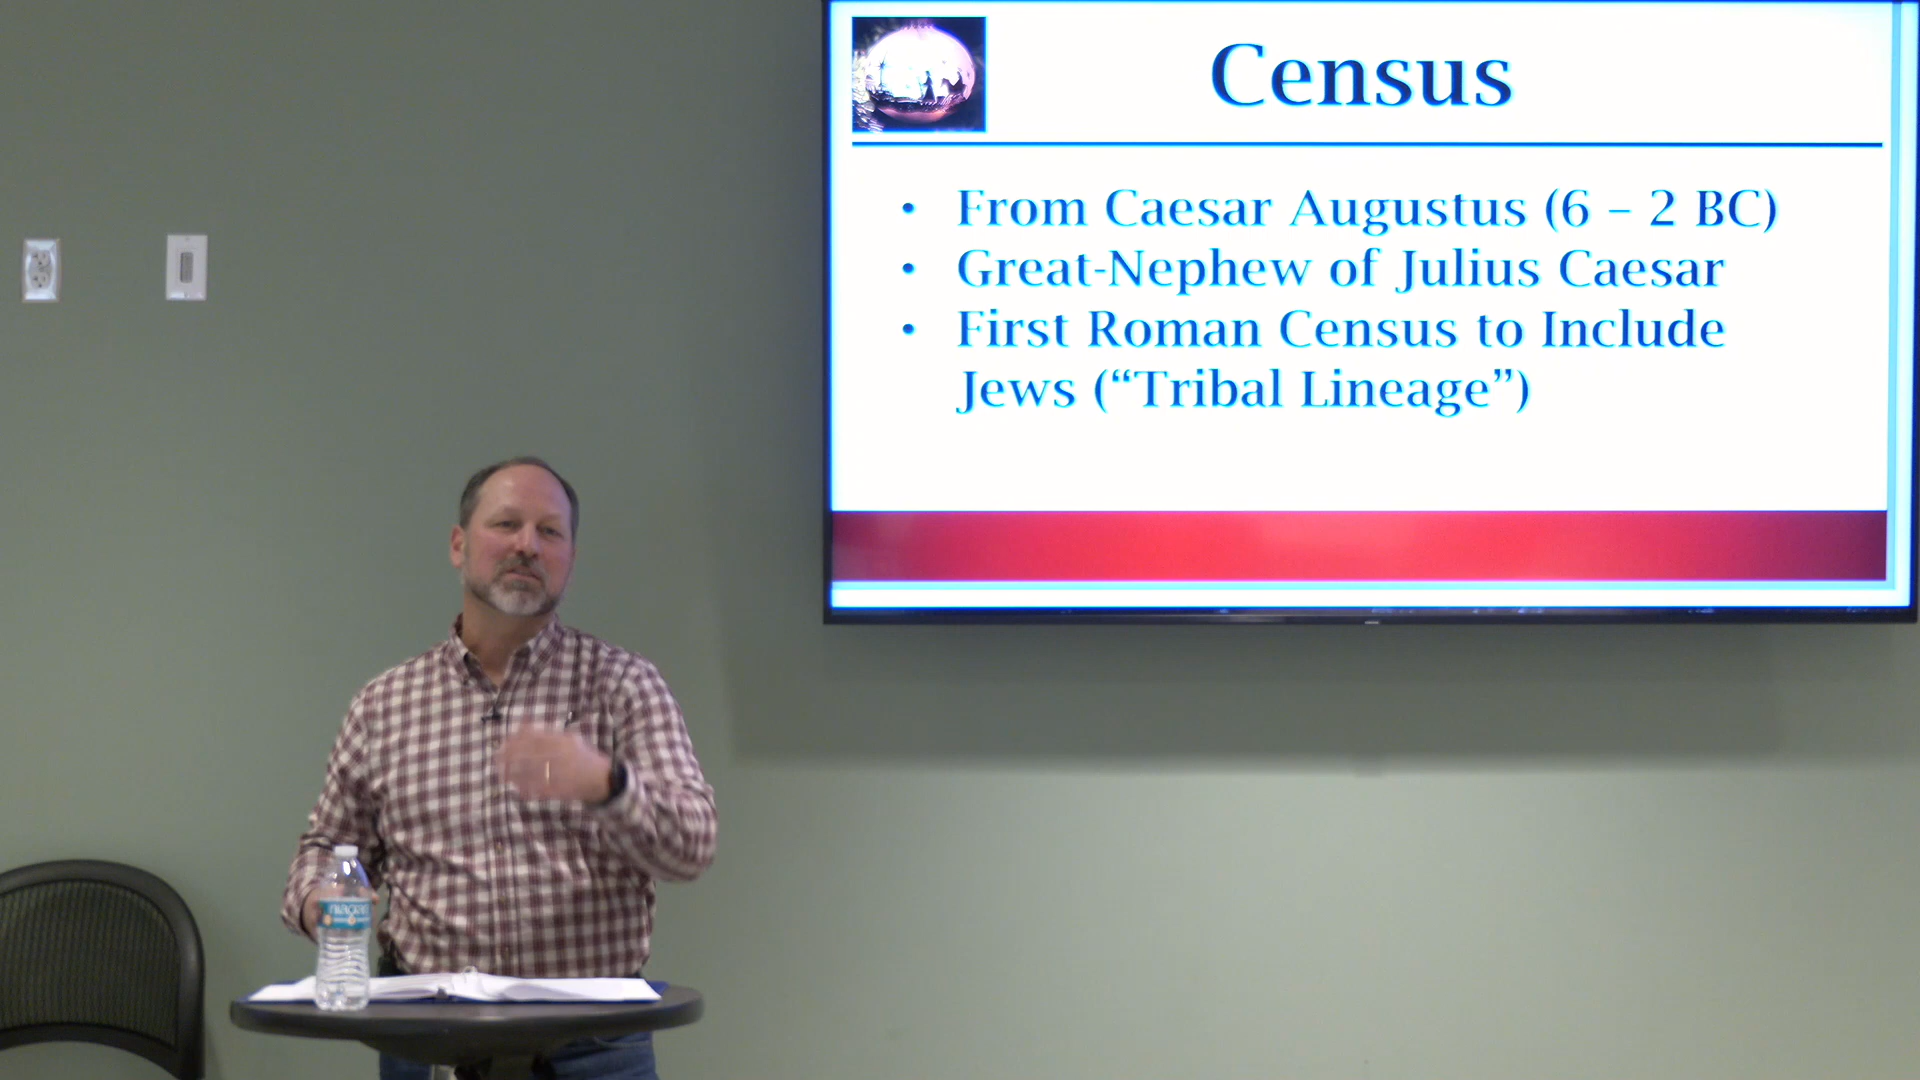 Census
• From Caesar Augustus (6 – 2 BC)
• Great-Nephew of Julius Caesar
• First Roman Census to Include
Jews (“Tribal Lineage”)